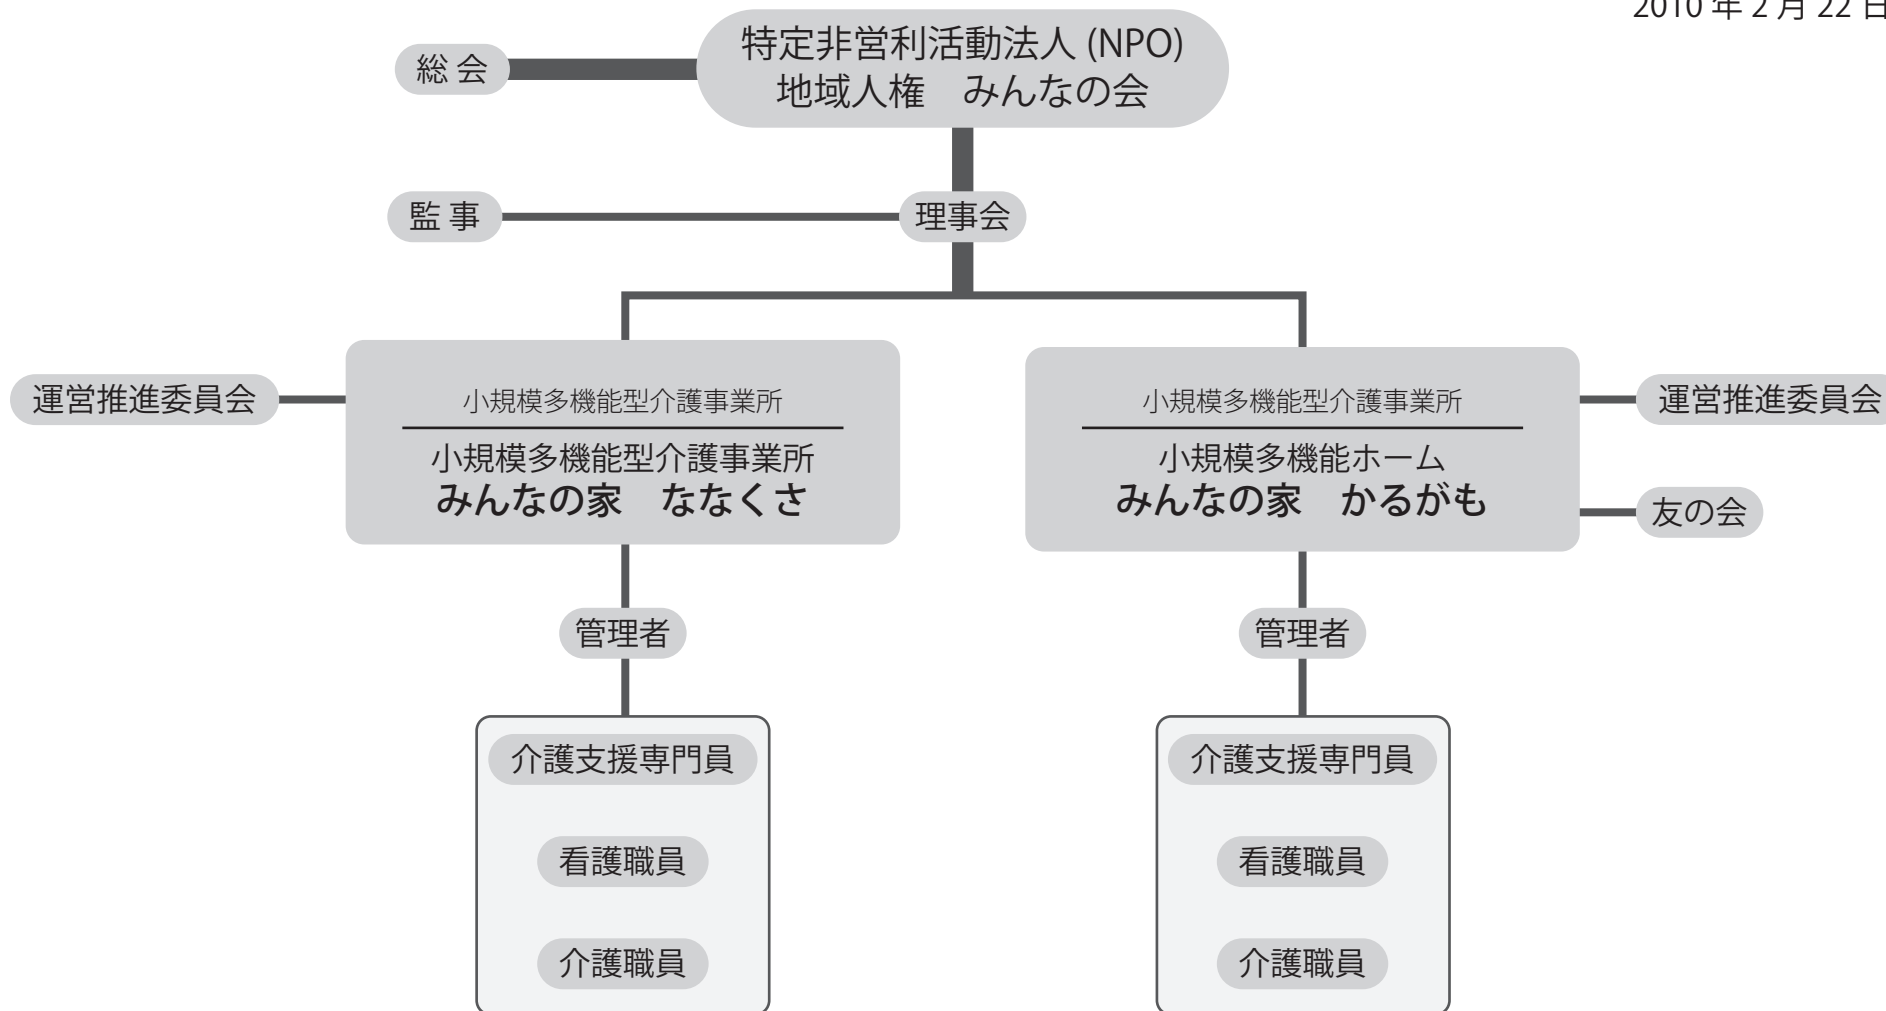 2010 年 2 月 22 日
特定非営利活動法人 (NPO)
地域人権　みんなの会
総 会
監 事
理事会
運営推進委員会
小規模多機能型介護事業所
小規模多機能型介護事業所
みんなの家　ななくさ
小規模多機能型介護事業所
小規模多機能ホーム
みんなの家　かるがも
運営推進委員会
友の会
管理者
管理者
介護支援専門員
看護職員
介護職員
介護支援専門員
看護職員
介護職員